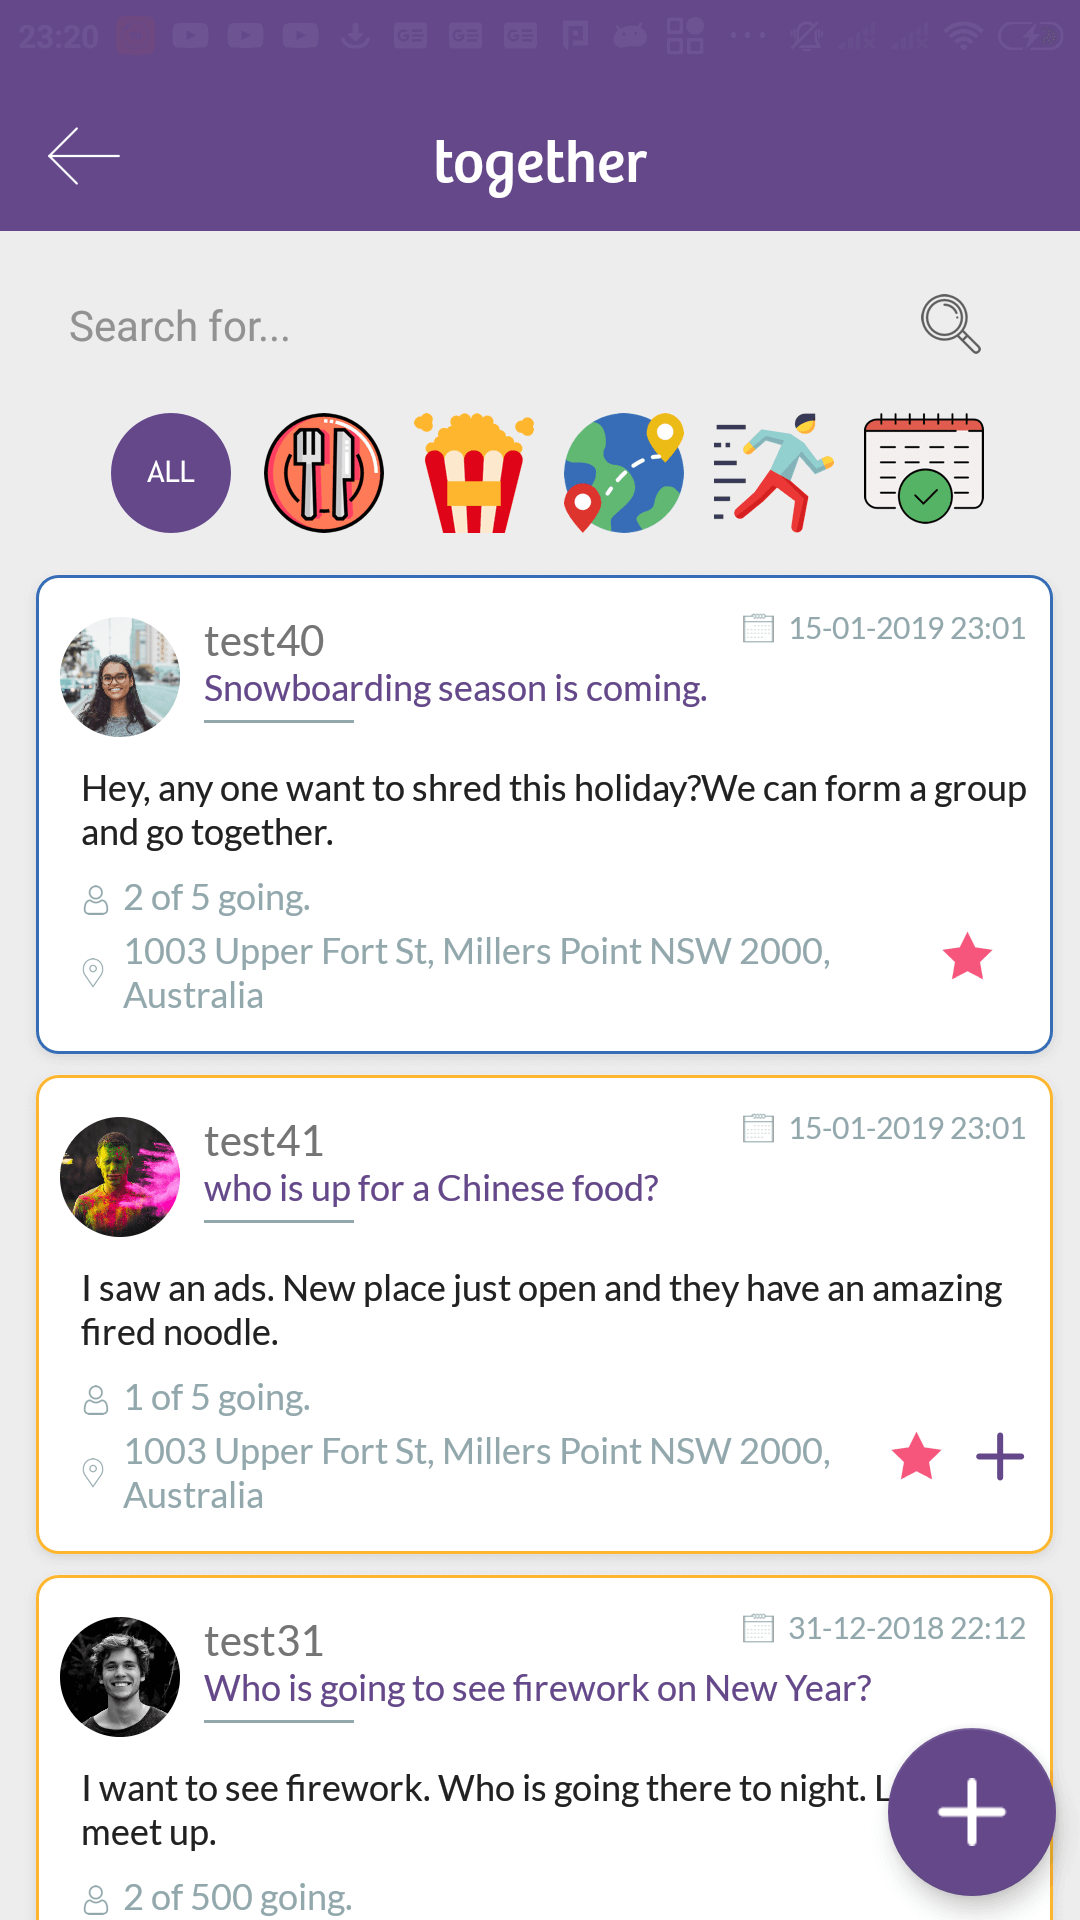 23:20
together
Search for...
ALL
test40
15-01-2019 23:01
Snowboarding season is coming.
Hey, any one want to shred this holiday?We can form a group
and go together.
2 of 5 going.
1003 Upper Fort St, Millers Point NSW 2000,
Australia
test41
15-01-2019 23:01
who is up for a Chinese food?
I saw an ads. New place just open and they have an amazing
fired noodle.
1 of 5 going.
1003 Upper Fort St, Millers Point NSW 2000,
Australia
test31
31-12-2018 22:12
Who is going to see firework on New Year?
I want to see firework. Who is going there to night.
meet up.
2 of 500 going.